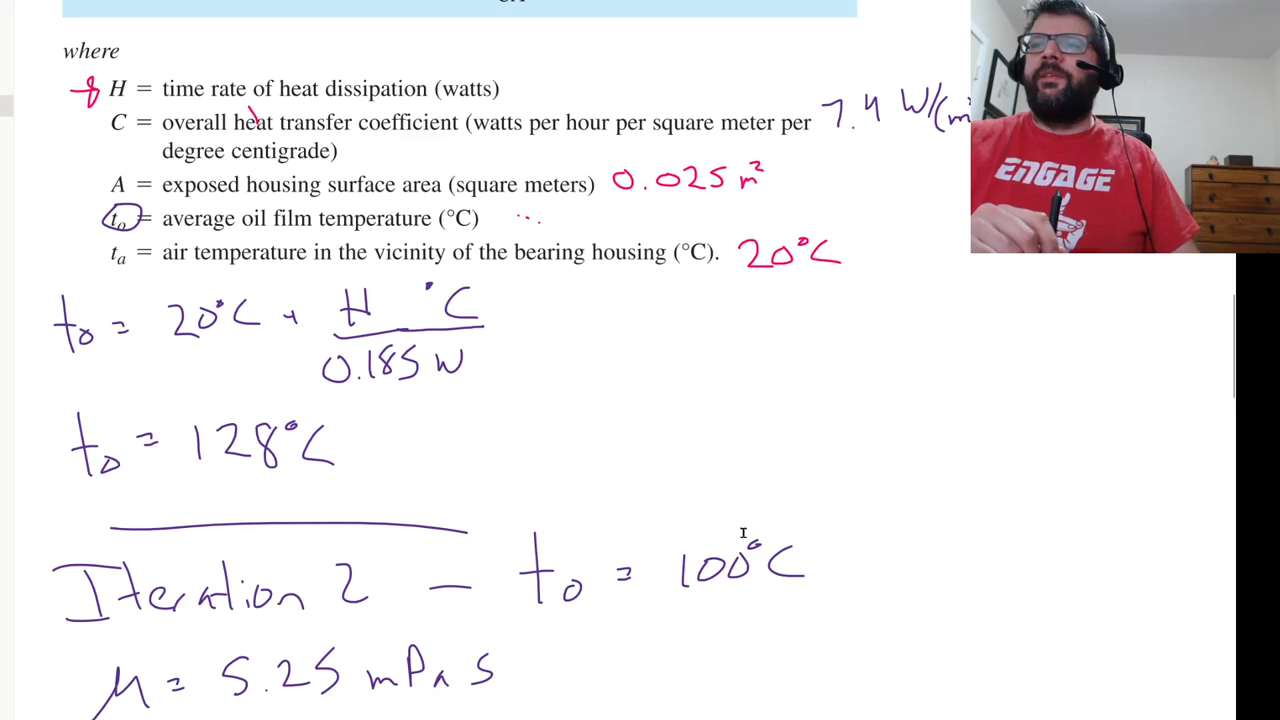 where
H = time rate of heat dissipation (watts)
C = overall heat transfer coefficient (watts per hour per square meter per 7.4 W/(m²
degree centigrade)
A = exposed housing surface area (square meters) 0.025 m²
t₀ = average oil film temperature (°C) ...
tₐ = air temperature in the vicinity of the bearing housing (°C). 20°C
ENGAGE
t₀ = 20°C + H °C
0.185 W
t₀ = 128°C
Iteration 2 — t₀ = 100°C
μ = 5.25 mPa s